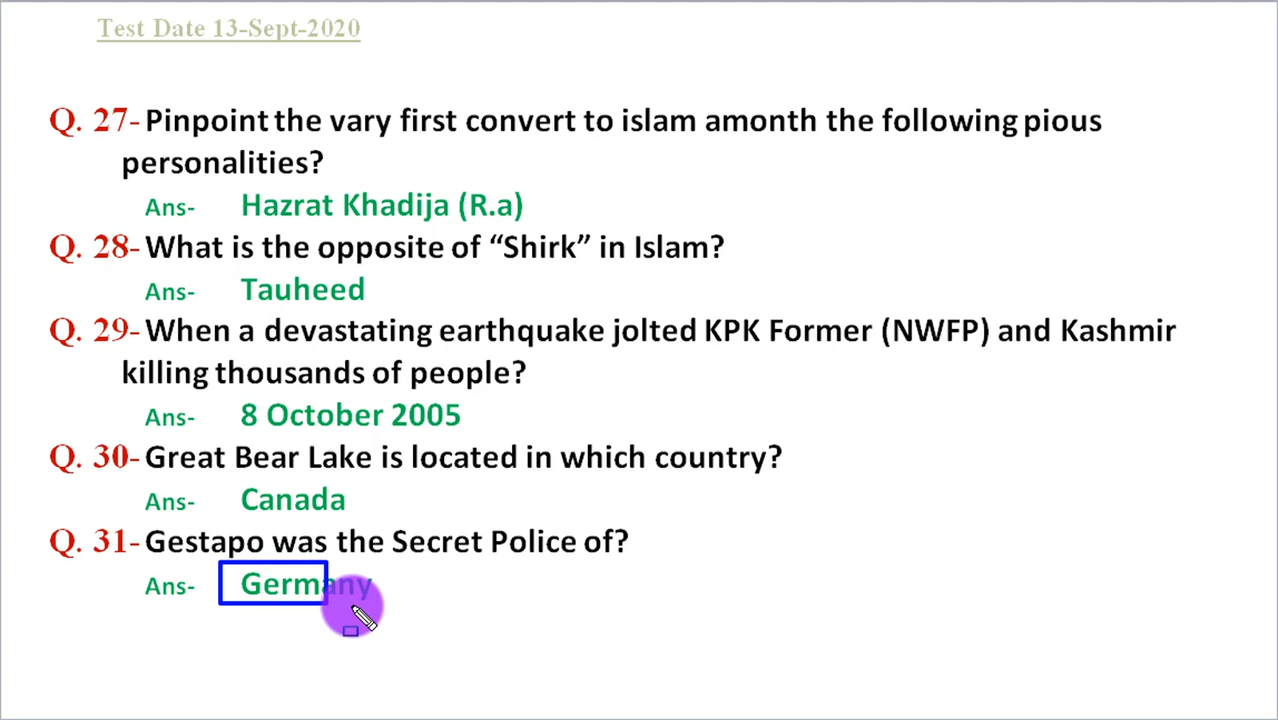 Test Date 13-Sept-2020
Q. 27- Pinpoint the vary first convert to islam amonth the following pious
personalities?
Ans- Hazrat Khadija (R.a)
Q. 28- What is the opposite of “Shirk” in Islam?
Ans- Tauheed
Q. 29- When a devastating earthquake jolted KPK Former (NWFP) and Kashmir
killing thousands of people?
Ans- 8 October 2005
Q. 30- Great Bear Lake is located in which country?
Ans- Canada
Q. 31- Gestapo was the Secret Police of?
Ans- Germany